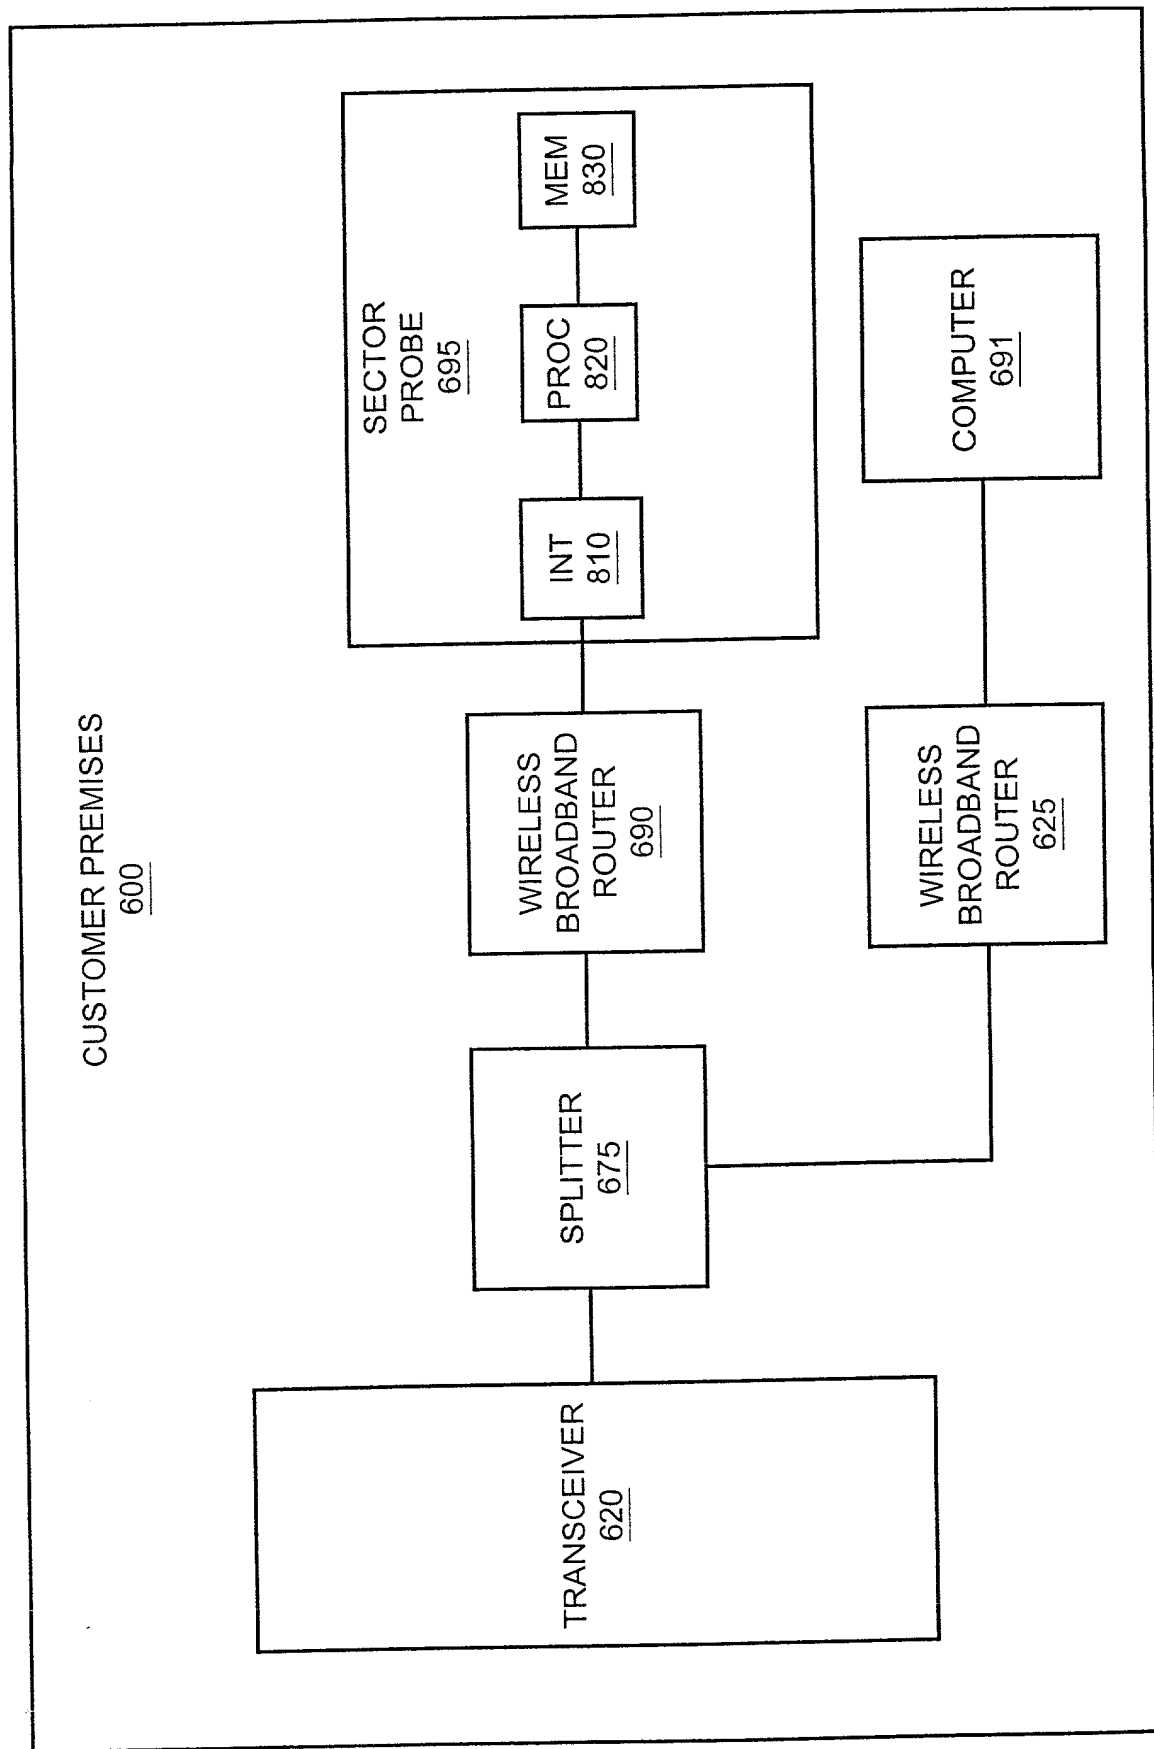 CUSTOMER PREMISES
600
TRANSCEIVER
620
SPLITTER
675
WIRELESS
BROADBAND
ROUTER
690
SECTOR
PROBE
695
INT
810
PROC
820
MEM
830
WIRELESS
BROADBAND
ROUTER
625
COMPUTER
691